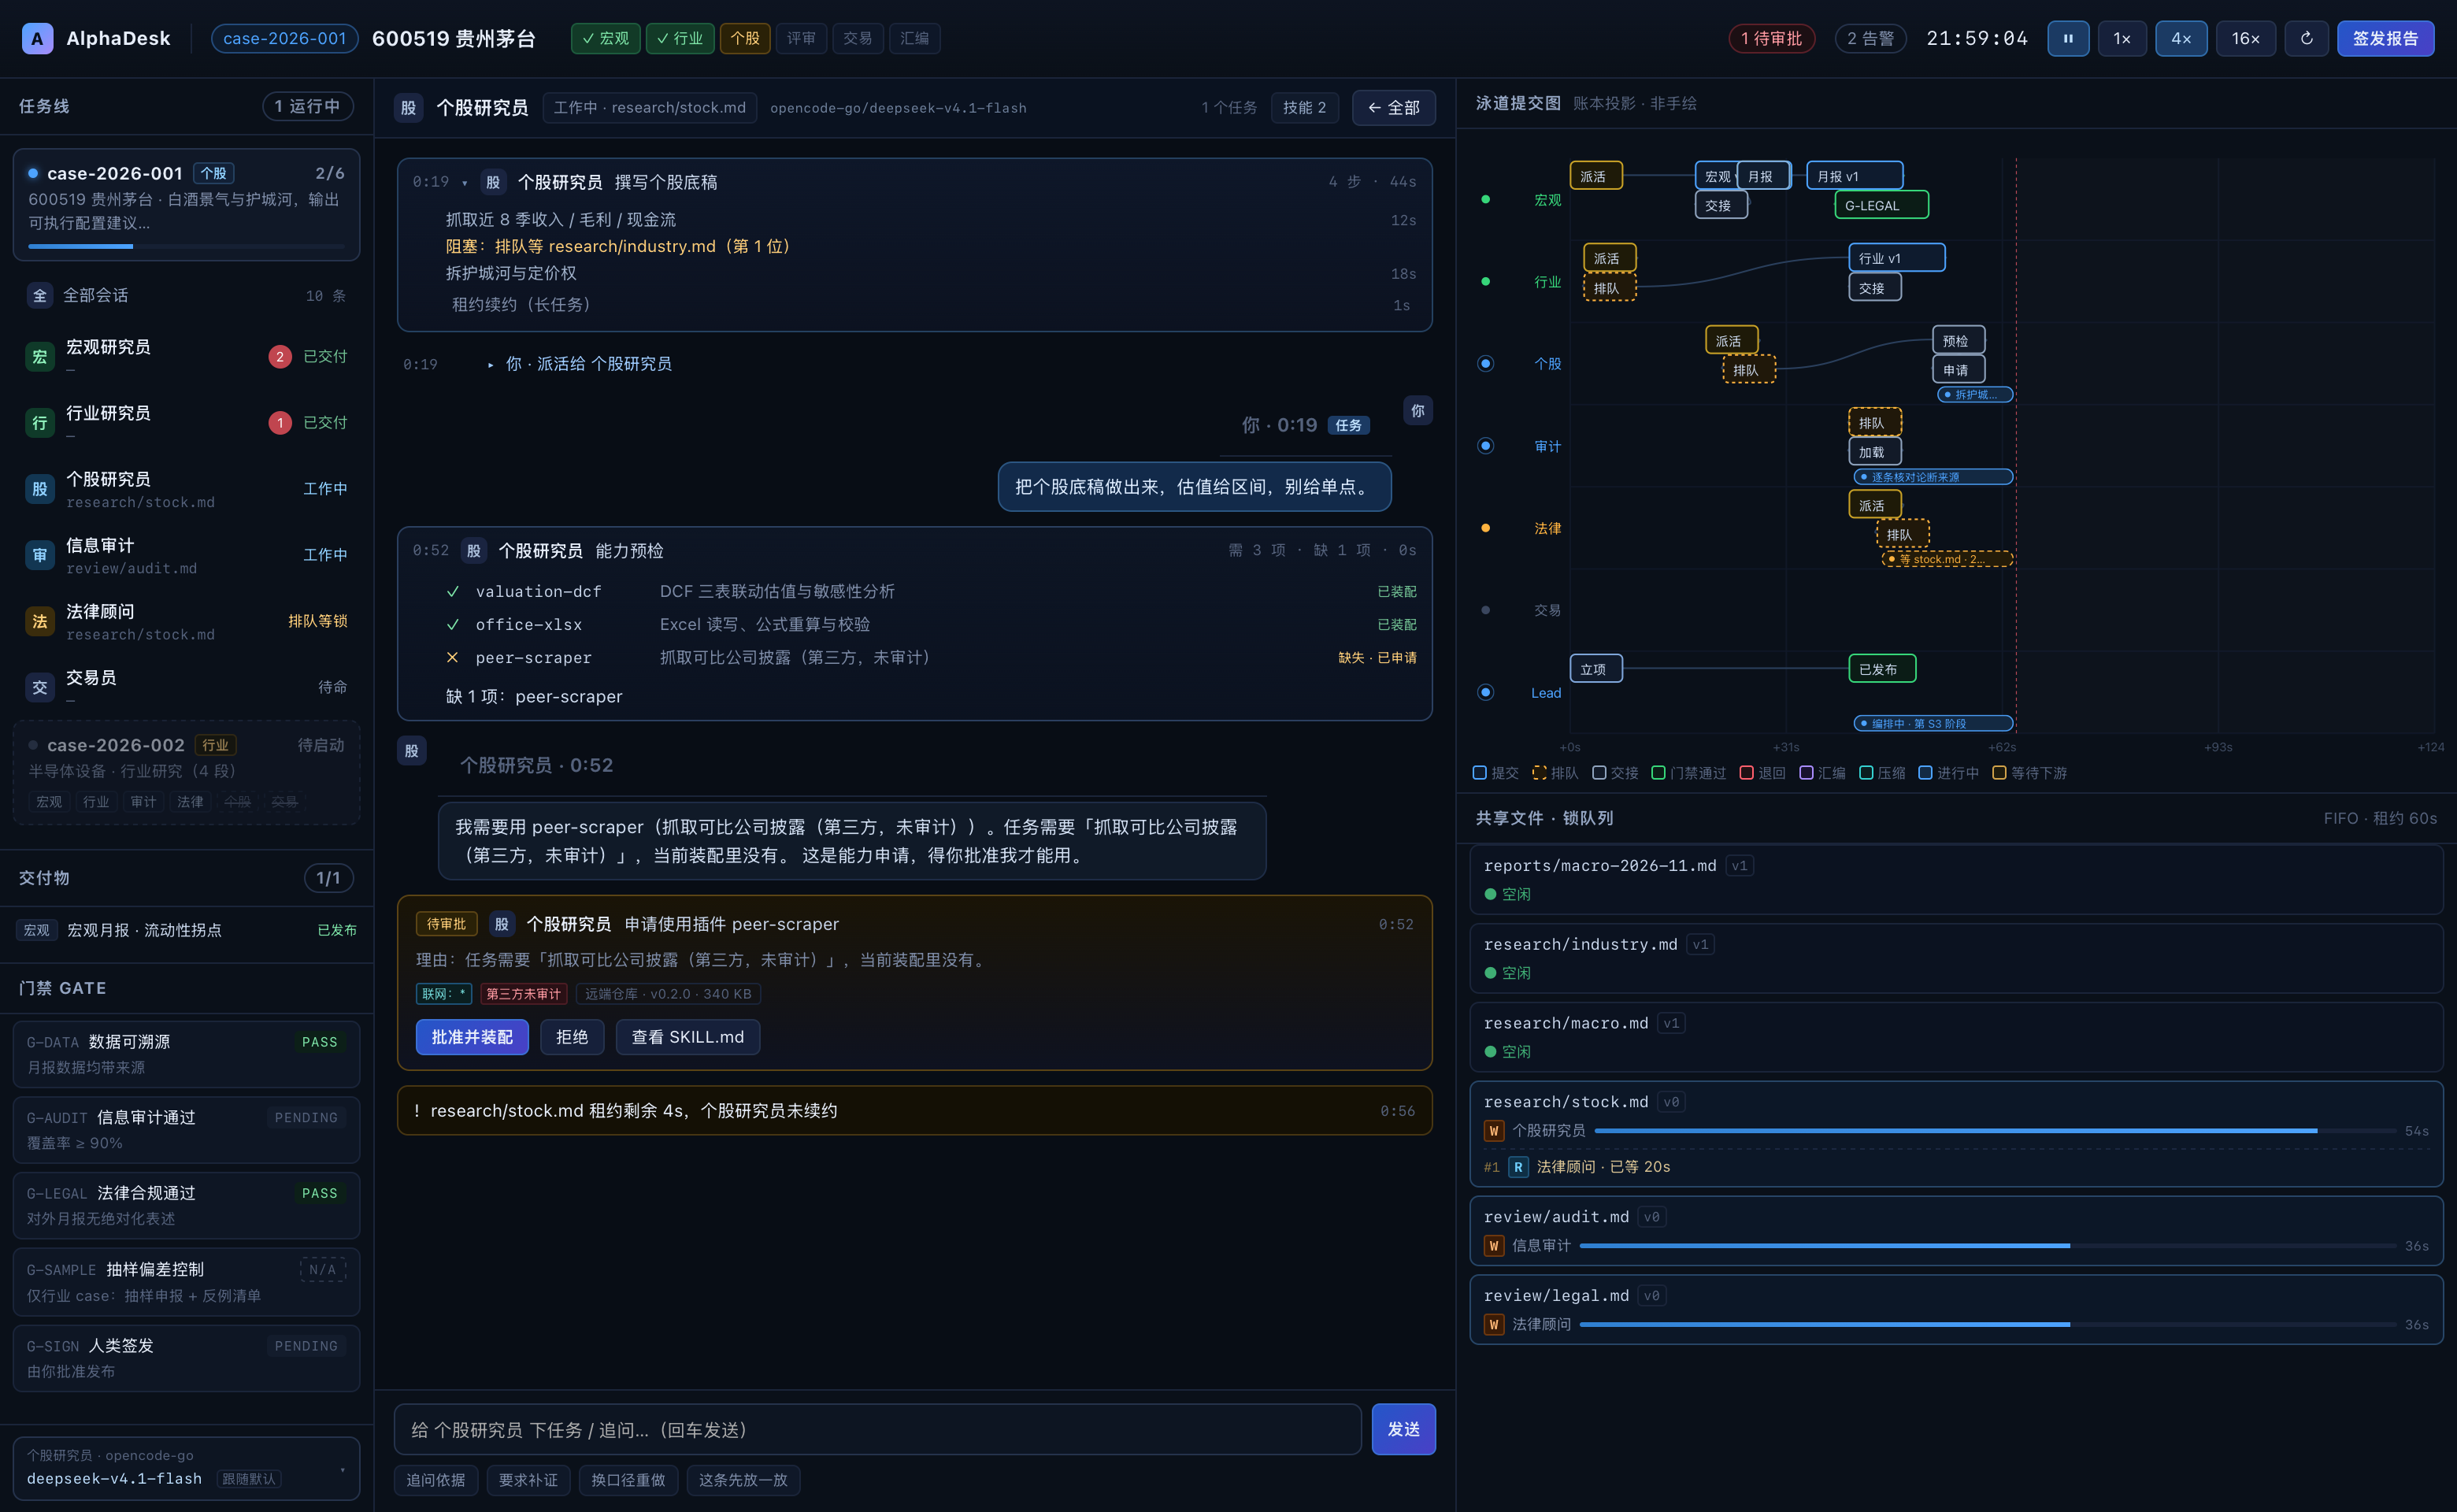 A AlphaDesk case-2026-001 600519 贵州茅台 ✓ 宏观 ✓ 行业 个股 评审 交易 汇编 1 待审批 2 告警 21:59:04 1× 4× 16× ↻ 签发报告
任务线 1 运行中
case-2026-001 个股 2/6
600519 贵州茅台 · 白酒景气与护城河，输出
可执行配置建议...
全 全部会话 10 条
宏 宏观研究员 2 已交付
—
行 行业研究员 1 已交付
—
股 个股研究员 工作中
research/stock.md
审 信息审计 工作中
review/audit.md
法 法律顾问 排队等锁
research/stock.md
交 交易员 待命
—
case-2026-002 行业 待启动
半导体设备 · 行业研究（4 段）
宏观 行业 审计 法律 个股 交易
交付物 1/1
宏观 宏观月报 · 流动性拐点 已发布
门禁 GATE
G-DATA 数据可溯源 PASS
月报数据均带来源
G-AUDIT 信息审计通过 PENDING
覆盖率 ≥ 90%
G-LEGAL 法律合规通过 PASS
对外月报无绝对化表述
G-SAMPLE 抽样偏差控制 N/A
仅行业 case：抽样申报 + 反例清单
G-SIGN 人类签发 PENDING
由你批准发布
个股研究员 · opencode-go
deepseek-v4.1-flash 跟随默认
股 个股研究员 工作中 · research/stock.md opencode-go/deepseek-v4.1-flash 1 个任务 技能 2 ← 全部
0:19 ▾ 股 个股研究员 撰写个股底稿 4 步 · 44s
抓取近 8 季收入 / 毛利 / 现金流 12s
阻塞：排队等 research/industry.md（第 1 位）
拆护城河与定价权 18s
租约续约（长任务） 1s
0:19 ▸ 你 · 派活给 个股研究员
你 · 0:19 任务 你
把个股底稿做出来，估值给区间，别给单点。
0:52 股 个股研究员 能力预检 需 3 项 · 缺 1 项 · 0s
✓ valuation-dcf DCF 三表联动估值与敏感性分析 已装配
✓ office-xlsx Excel 读写、公式重算与校验 已装配
✕ peer-scraper 抓取可比公司披露（第三方，未审计） 缺失 · 已申请
缺 1 项：peer-scraper
股 个股研究员 · 0:52
我需要用 peer-scraper（抓取可比公司披露（第三方，未审计））。任务需要「抓取可比公司披露
（第三方，未审计）」，当前装配里没有。 这是能力申请，得你批准我才能用。
待审批 股 个股研究员 申请使用插件 peer-scraper 0:52
理由：任务需要「抓取可比公司披露（第三方，未审计）」，当前装配里没有。
联网：* 第三方未审计 远端仓库 · v0.2.0 · 340 KB
批准并装配 拒绝 查看 SKILL.md
! research/stock.md 租约剩余 4s，个股研究员未续约 0:56
给 个股研究员 下任务 / 追问...（回车发送） 发送
追问依据 要求补证 换口径重做 这条先放一放
泳道提交图 账本投影 · 非手绘
宏观 派活 宏观 月报 月报 v1
交接 G-LEGAL
行业 派活 行业 v1
排队 交接
个股 派活 预检
排队 申请
拆护城...
审计 排队
加载
逐条核对论断来源
法律 派活
排队
等 stock.md · 2...
交易
Lead 立项 已发布
编排中 · 第 S3 阶段
+0s +31s +62s +93s +124
提交 排队 交接 门禁通过 退回 汇编 压缩 进行中 等待下游
共享文件 · 锁队列 FIFO · 租约 60s
reports/macro-2026-11.md v1
空闲
research/industry.md v1
空闲
research/macro.md v1
空闲
research/stock.md v0
W 个股研究员 54s
#1 R 法律顾问 · 已等 20s
review/audit.md v0
W 信息审计 36s
review/legal.md v0
W 法律顾问 36s